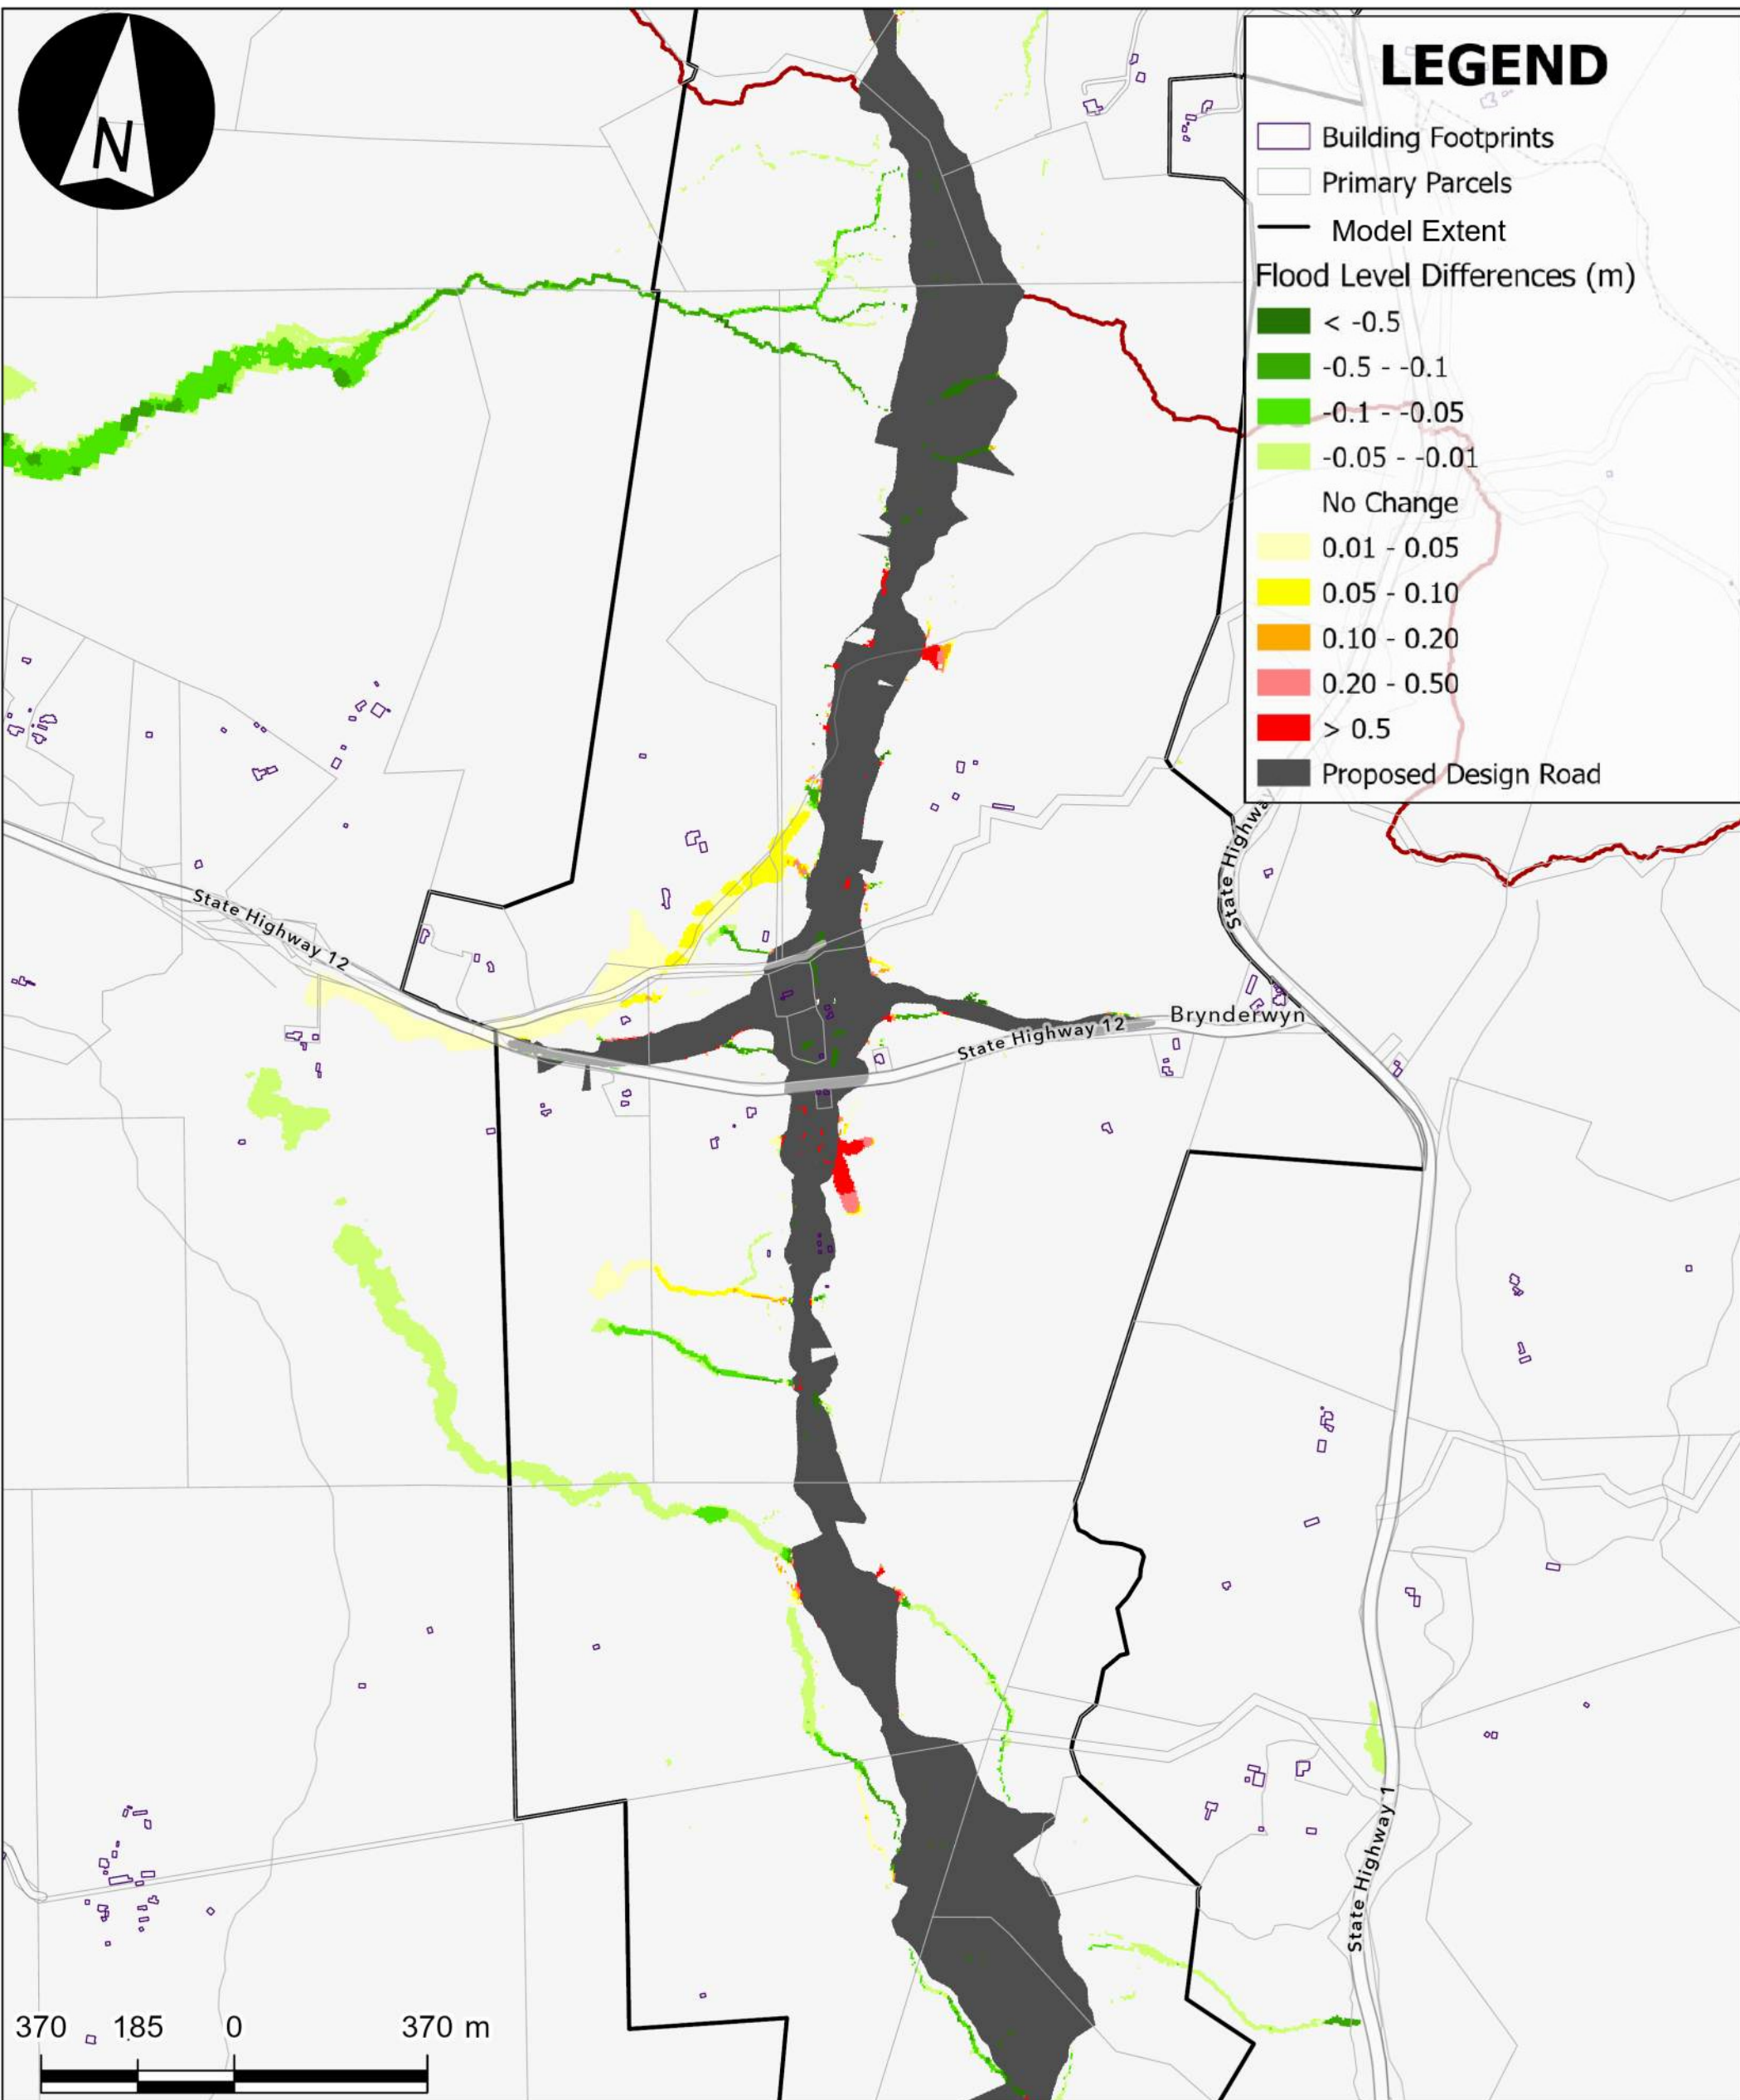 N
LEGEND
Building Footprints
Primary Parcels
Model Extent
Flood Level Differences (m)
< -0.5
-0.5 - -0.1
-0.1 - -0.05
-0.05 - -0.01
No Change
0.01 - 0.05
0.05 - 0.10
0.10 - 0.20
0.20 - 0.50
> 0.5
Proposed Design Road
State Highway
State Highway 12
Brynderwyn
State Highway 12
State Highway 1
370 185 0 370 m